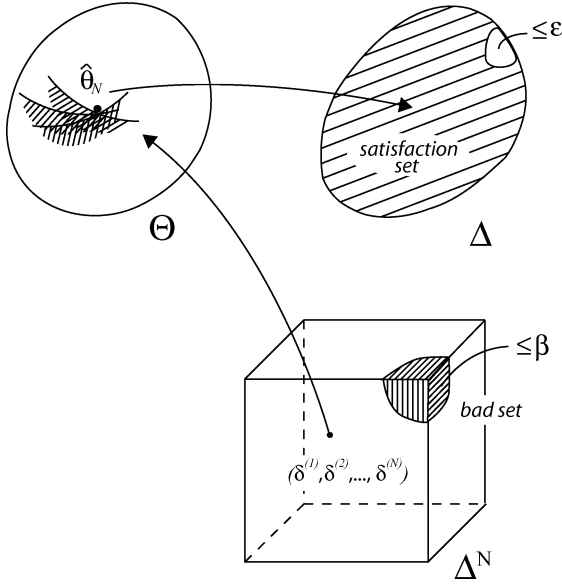 ≤ε
θ̂N
satisfaction
set
Θ
Δ
≤β
bad set
(δ(1),δ(2),..., δ(N))
ΔN